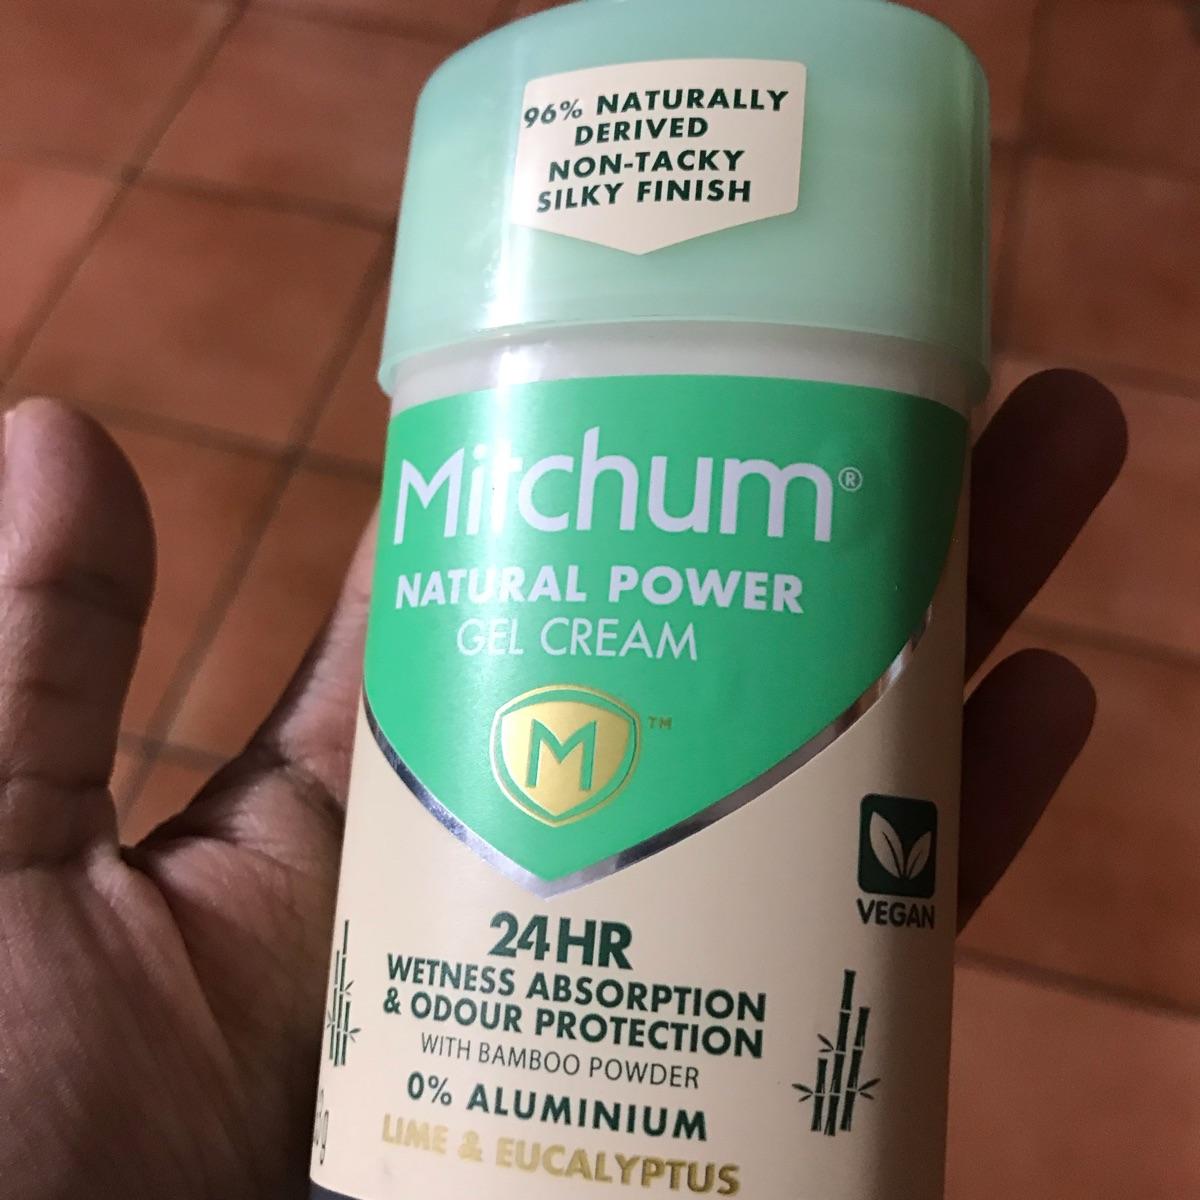 96% NATURALLY
DERIVED
NON-TACKY
SILKY FINISH
Mitchum®
NATURAL POWER
GEL CREAM
M™
VEGAN
24HR
WETNESS ABSORPTION
& ODOUR PROTECTION
WITH BAMBOO POWDER
0% ALUMINIUM
LIME & EUCALYPTUS